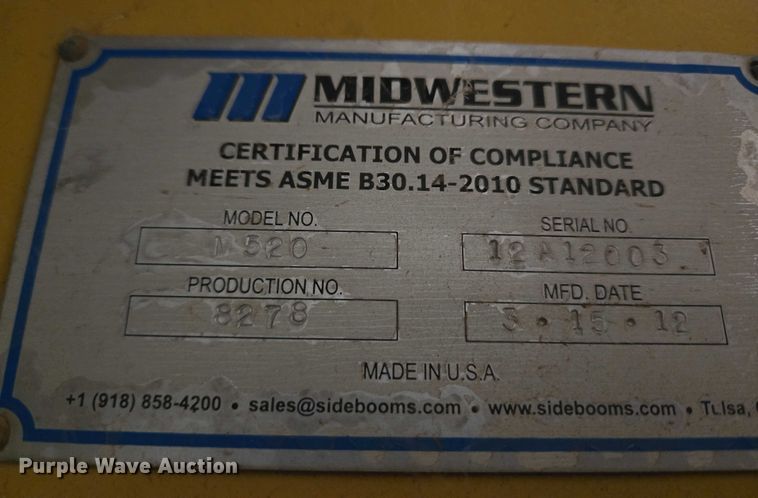 MIDWESTERN
MANUFACTURING COMPANY
CERTIFICATION OF COMPLIANCE
MEETS ASME B30.14-2010 STANDARD
MODEL NO.
M520
SERIAL NO.
12A12003
PRODUCTION NO.
8278
MFD. DATE
3•15•12
MADE IN U.S.A.
+1 (918) 858-4200 • sales@sidebooms.com • www.sidebooms.com • Tulsa,
Purple Wave Auction